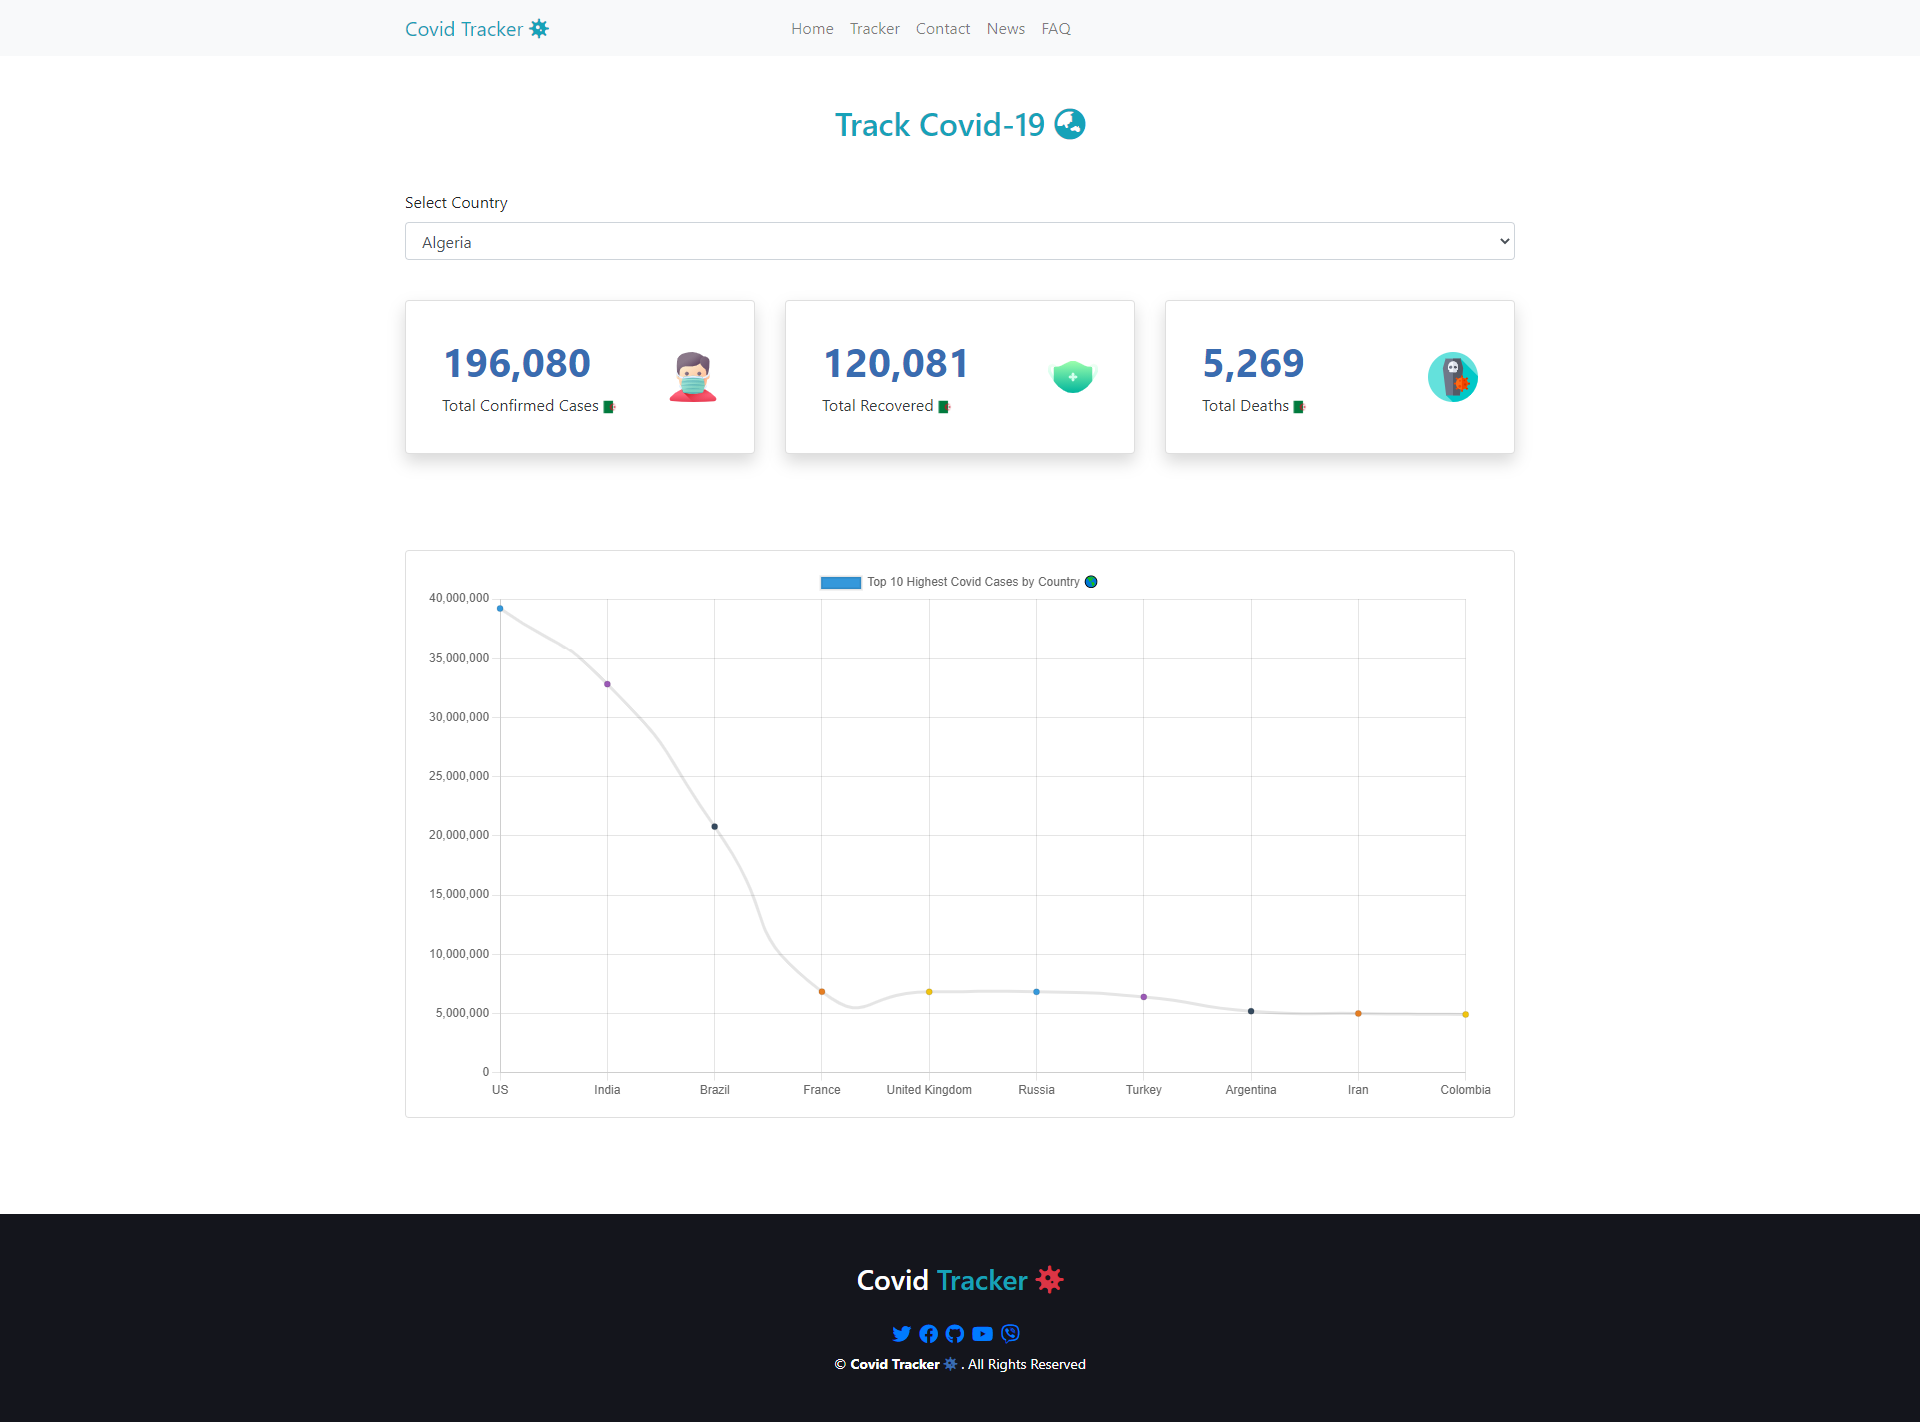 Covid Tracker
Home Tracker Contact News FAQ
Track Covid-19
Select Country
Algeria
196,080
Total Confirmed Cases
120,081
Total Recovered
5,269
Total Deaths
Top 10 Highest Covid Cases by Country
40,000,000
35,000,000
30,000,000
25,000,000
20,000,000
15,000,000
10,000,000
5,000,000
0
US India Brazil France United Kingdom Russia Turkey Argentina Iran Colombia
Covid Tracker
© Covid Tracker . All Rights Reserved